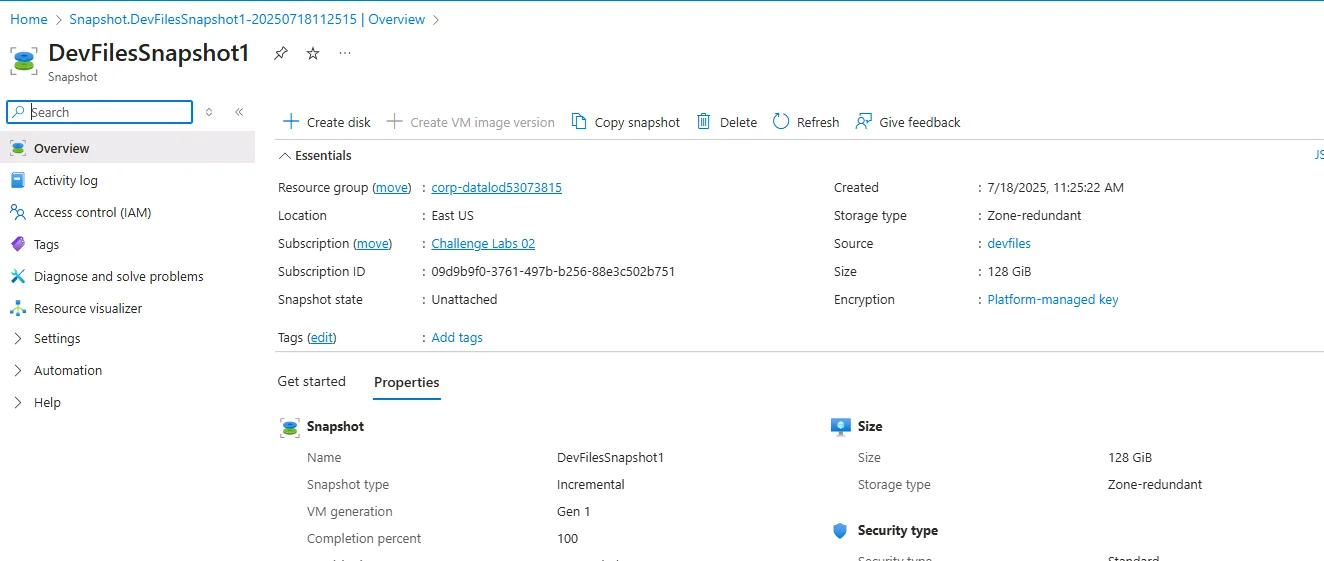 Home > Snapshot.DevFilesSnapshot1-20250718112515 | Overview >
DevFilesSnapshot1
Snapshot
Search
Create disk Create VM image version Copy snapshot Delete Refresh Give feedback
Overview
Activity log
Access control (IAM)
Tags
Diagnose and solve problems
Resource visualizer
Settings
Automation
Help
Essentials
JS
Resource group (move) : corp-datalod53073815
Location : East US
Subscription (move) : Challenge Labs 02
Subscription ID : 09d9b9f0-3761-497b-b256-88e3c502b751
Snapshot state : Unattached
Created : 7/18/2025, 11:25:22 AM
Storage type : Zone-redundant
Source : devfiles
Size : 128 GiB
Encryption : Platform-managed key
Tags (edit) : Add tags
Get started Properties
Snapshot
Name DevFilesSnapshot1
Snapshot type Incremental
VM generation Gen 1
Completion percent 100
Size
Size 128 GiB
Storage type Zone-redundant
Security type
Security type Standard